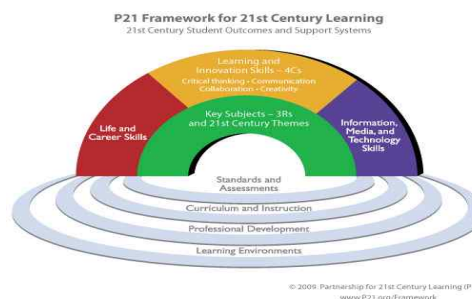 P21 Framework for 21st Century Learning
21st Century Student Outcomes and Support Systems
Learning and
Innovation Skills – 4Cs
Critical thinking • Communication
Collaboration • Creativity
Key Subjects – 3Rs
and 21st Century Themes
Life and
Career Skills
Information,
Media, and
Technology
Skills
Standards and
Assessments
Curriculum and Instruction
Professional Development
Learning Environments
© 2009 Partnership for 21st Century Learning (P
www.P21.org/Framework